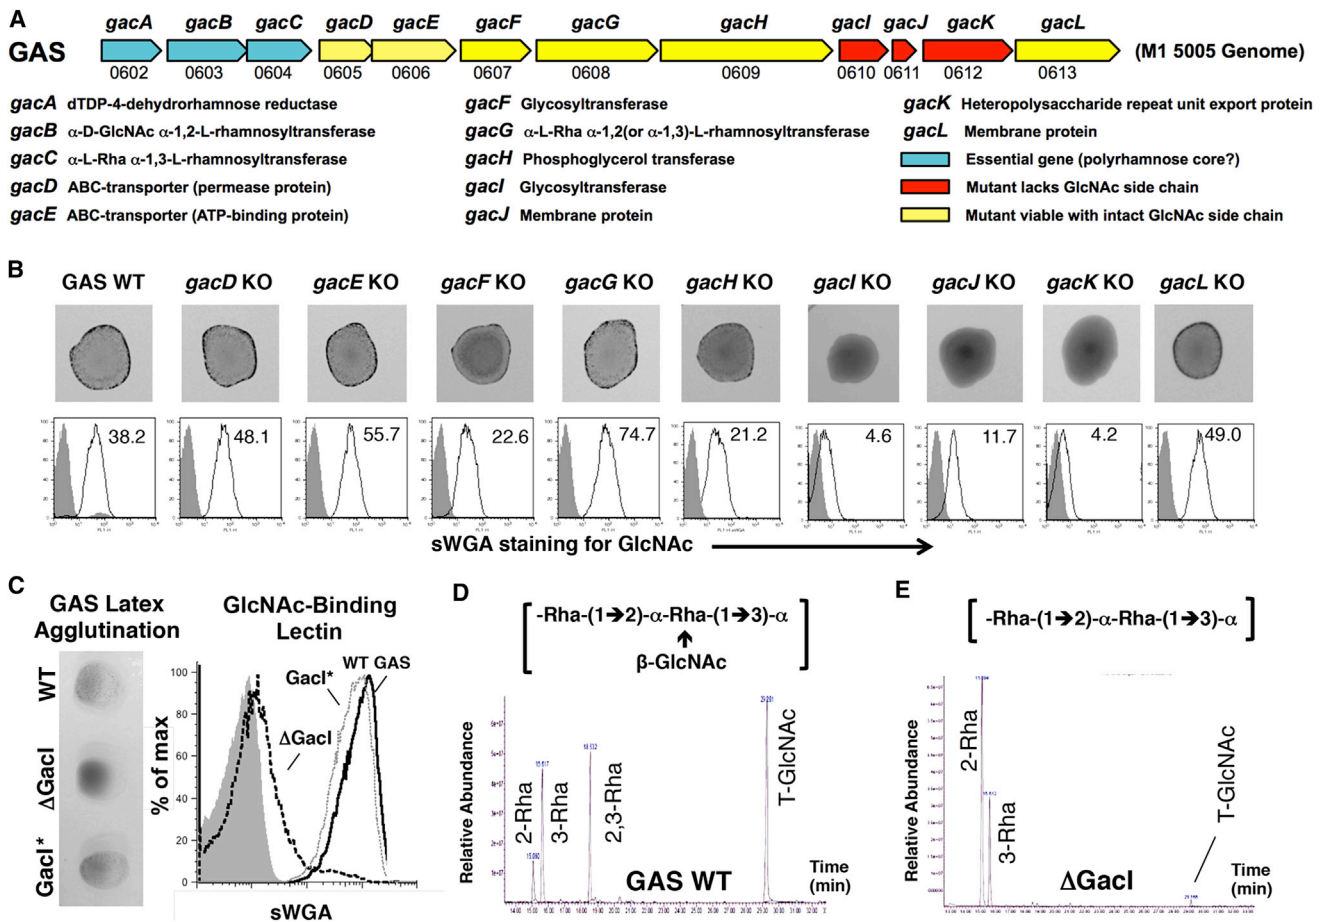 A
gacA gacB gacC gacD gacE gacF gacG gacH gacI gacJ gacK gacL
GAS (M1 5005 Genome)
0602 0603 0604 0605 0606 0607 0608 0609 0610 0611 0612 0613
gacA dTDP-4-dehydrorhamnose reductase
gacB α-D-GlcNAc α-1,2-L-rhamnosyltransferase
gacC α-L-Rha α-1,3-L-rhamnosyltransferase
gacD ABC-transporter (permease protein)
gacE ABC-transporter (ATP-binding protein)
gacF Glycosyltransferase
gacG α-L-Rha α-1,2(or α-1,3)-L-rhamnosyltransferase
gacH Phosphoglycerol transferase
gacI Glycosyltransferase
gacJ Membrane protein
gacK Heteropolysaccharide repeat unit export protein
gacL Membrane protein
Essential gene (polyrhamnose core?)
Mutant lacks GlcNAc side chain
Mutant viable with intact GlcNAc side chain
B
GAS WT gacD KO gacE KO gacF KO gacG KO gacH KO gacI KO gacJ KO gacK KO gacL KO
38.2 48.1 55.7 22.6 74.7 21.2 4.6 11.7 4.2 49.0
sWGA staining for GlcNAc
C
GAS Latex
Agglutination
WT
ΔGacI
GacI*
GlcNAc-Binding
Lectin
WT GAS
GacI*
ΔGacI
% of max
100
80
60
40
20
0
sWGA
D
-Rha-(1➔2)-α-Rha-(1➔3)-α
β-GlcNAc
Relative Abundance
2-Rha
3-Rha
2,3-Rha
T-GlcNAc
GAS WT
Time
(min)
E
-Rha-(1➔2)-α-Rha-(1➔3)-α
Relative Abundance
2-Rha
3-Rha
T-GlcNAc
ΔGacI
Time
(min)